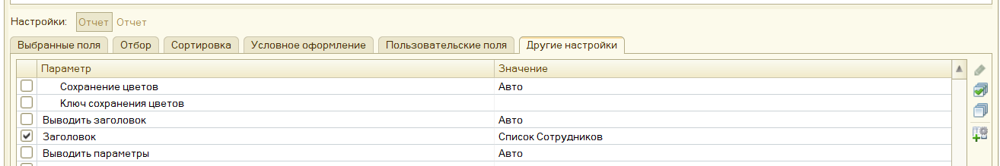 Настройки: Отчет Отчет
Выбранные поля Отбор Сортировка Условное оформление Пользовательские поля Другие настройки
Параметр Значение
Сохранение цветов Авто
Ключ сохранения цветов
Выводить заголовок Авто
Заголовок Список Сотрудников
Выводить параметры Авто